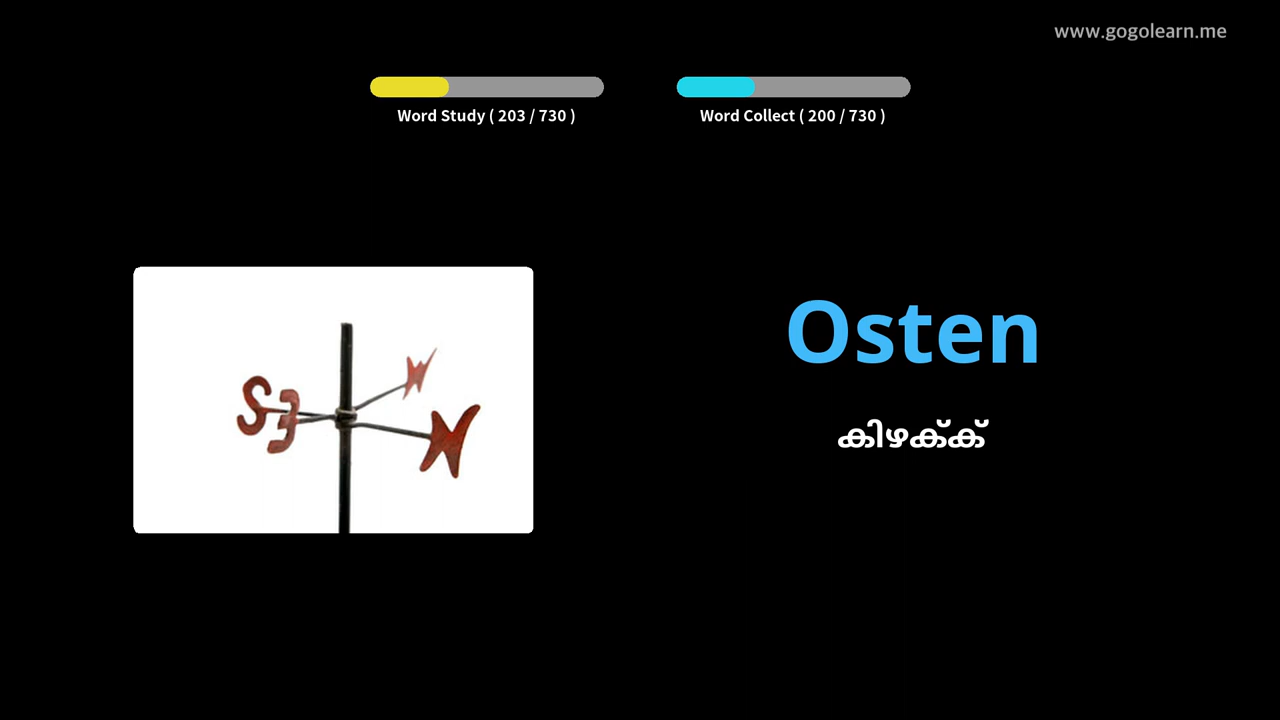 www.gogolearn.me
Word Study ( 203 / 730 )
Word Collect ( 200 / 730 )
Osten
കിഴക്ക്
S E N